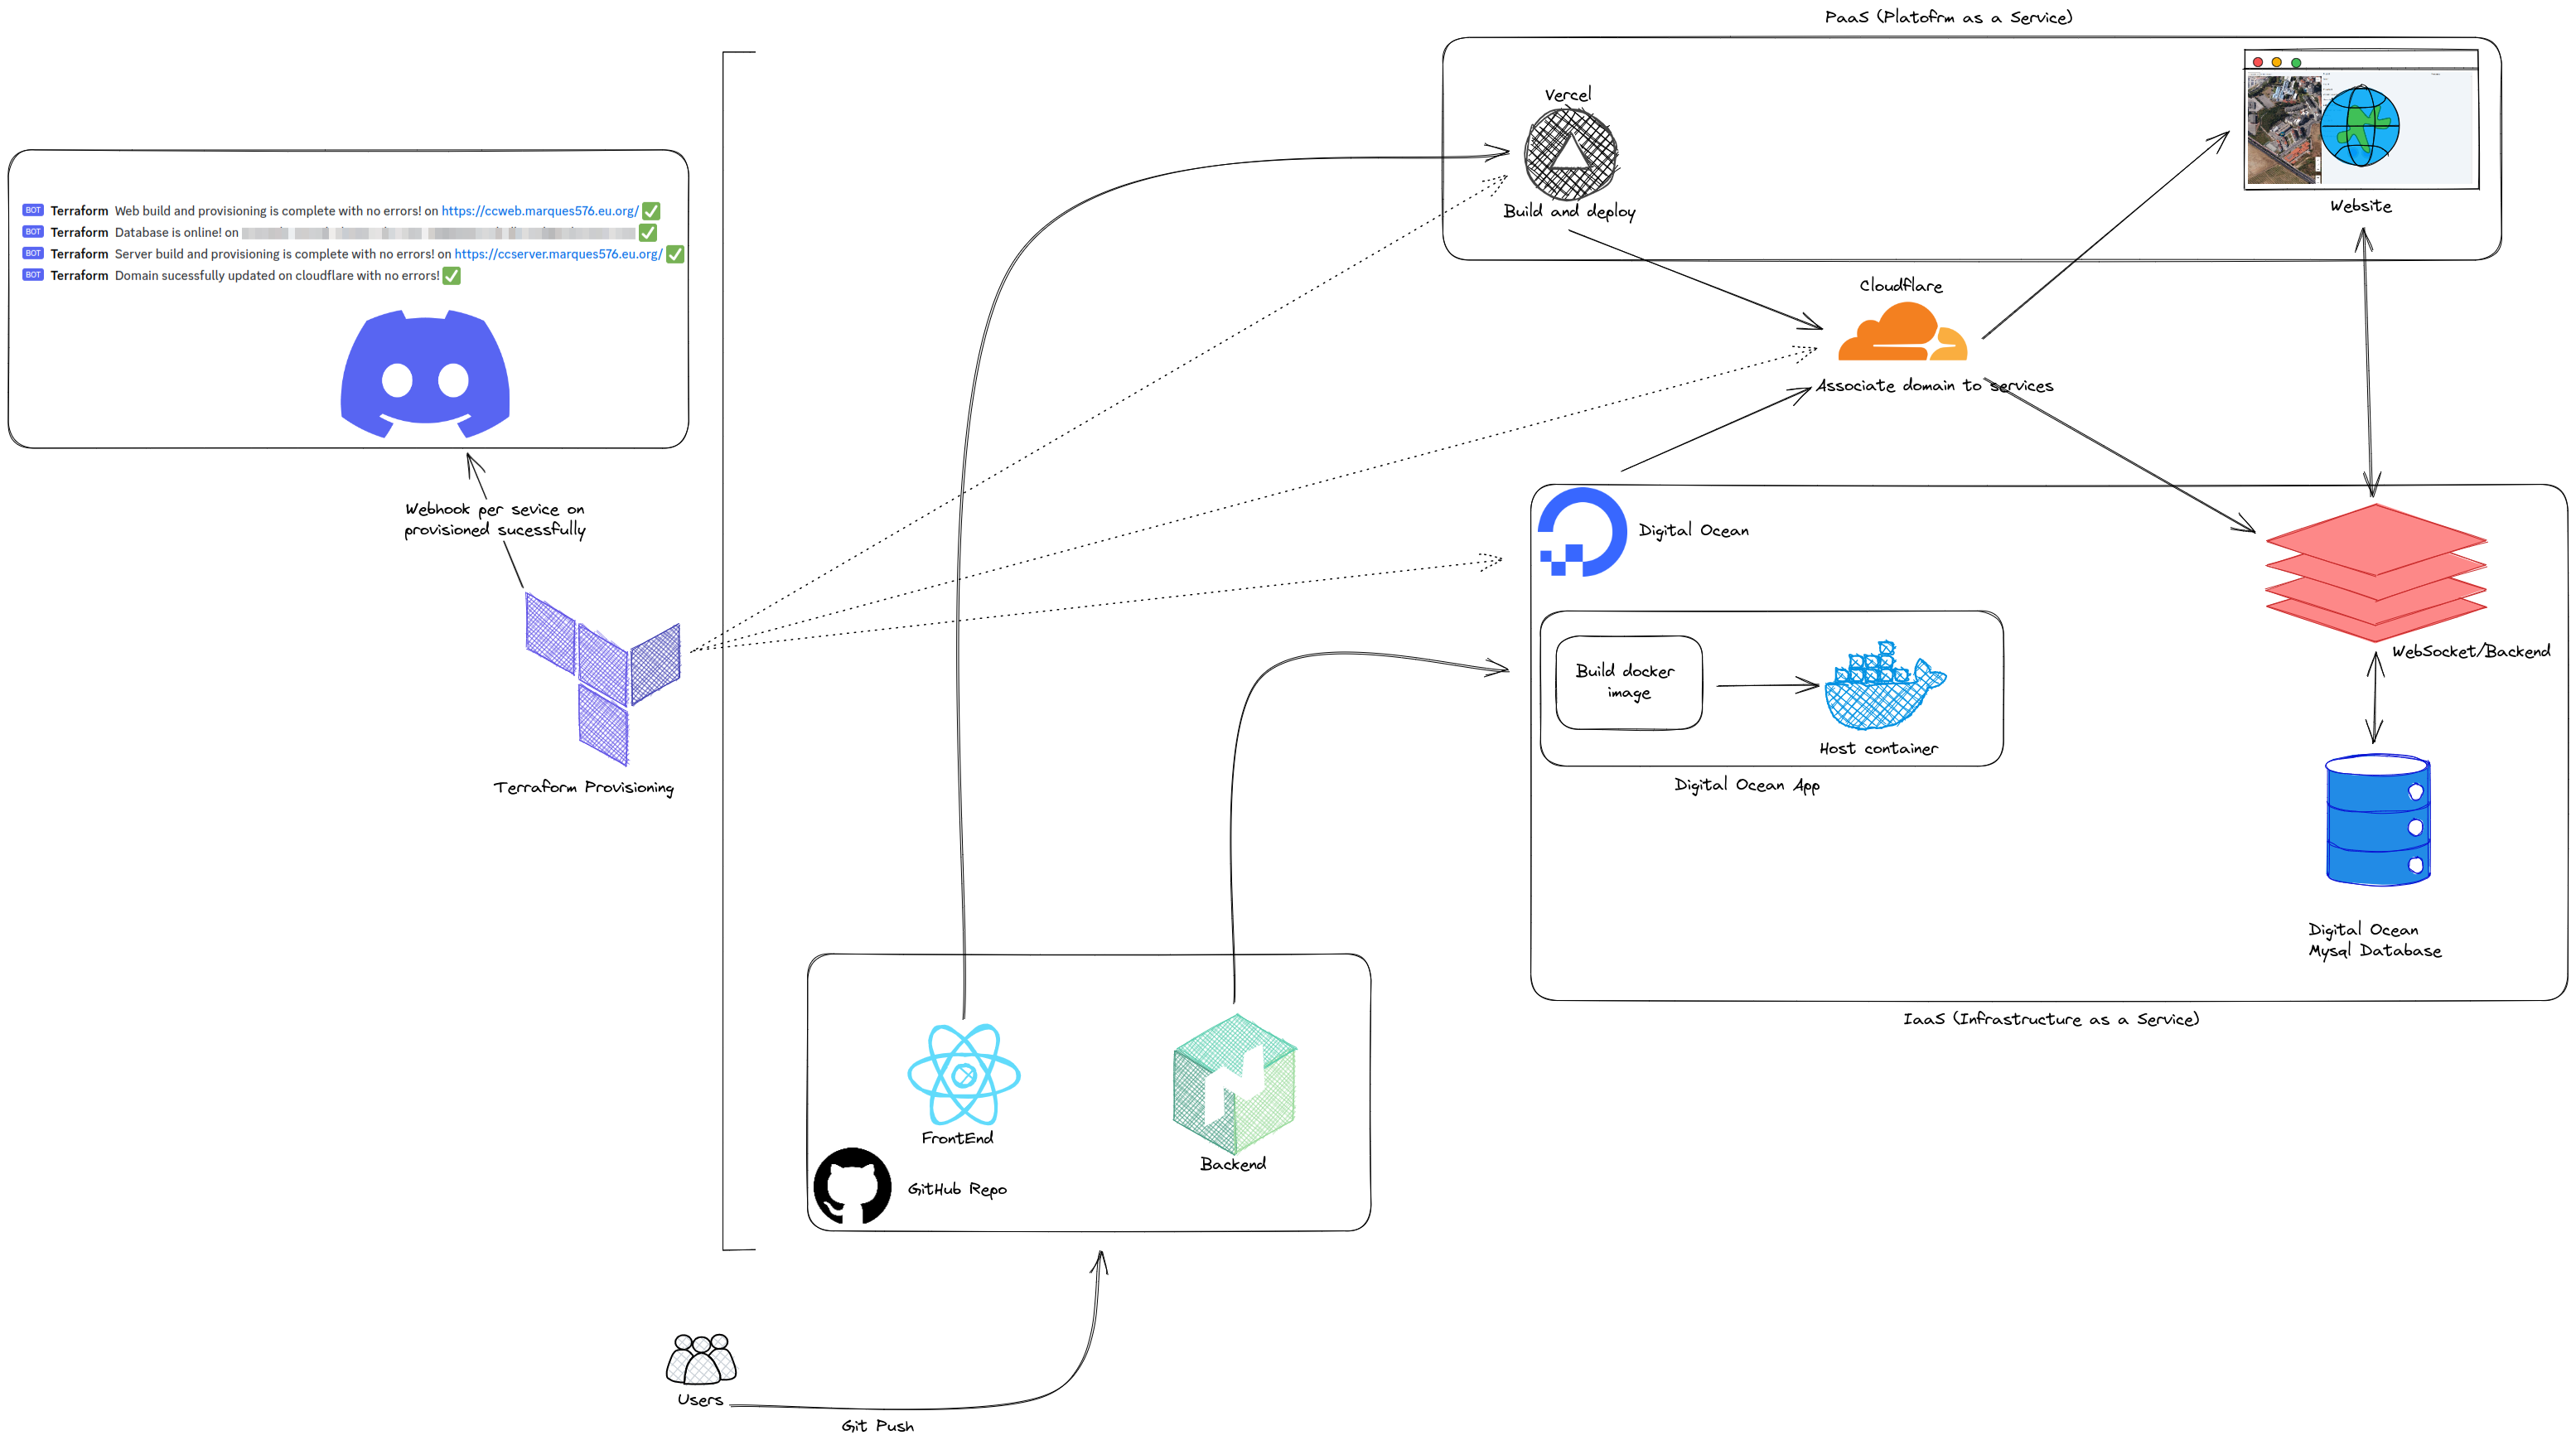 PaaS (Platofrm as a Service)
Vercel
Build and deploy
Website
BOT Terraform Web build and provisioning is complete with no errors! on https://ccweb.marques576.eu.org/
BOT Terraform Database is online! on
BOT Terraform Server build and provisioning is complete with no errors! on https://ccserver.marques576.eu.org/
BOT Terraform Domain sucessfully updated on cloudflare with no errors!
Cloudflare
Associate domain to services
Webhook per sevice on
provisioned sucessfully
Terraform Provisioning
Digital Ocean
Build docker
image
Host container
Digital Ocean App
WebSocket/Backend
Digital Ocean
Mysql Database
IaaS (Infrastructure as a Service)
FrontEnd
Backend
GitHub Repo
Users
Git Push